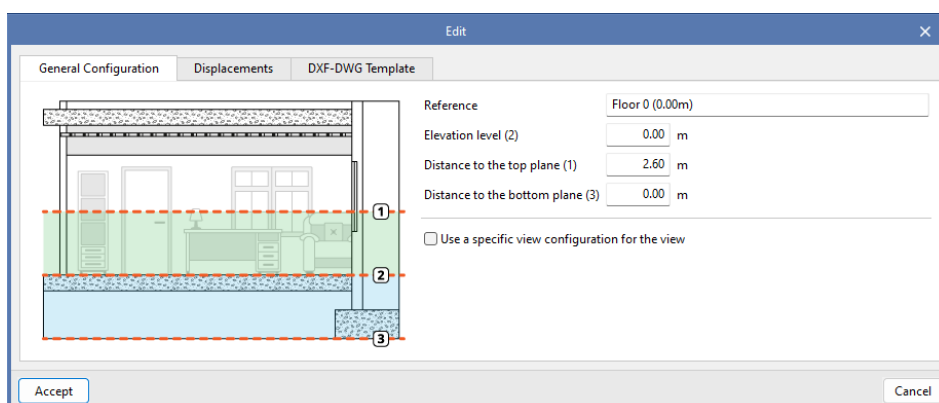 Edit
General Configuration
Displacements
DXF-DWG Template
Reference
Floor 0 (0.00m)
Elevation level (2)
0.00 m
Distance to the top plane (1)
2.60 m
Distance to the bottom plane (3)
0.00 m
Use a specific view configuration for the view
1
2
3
Accept
Cancel